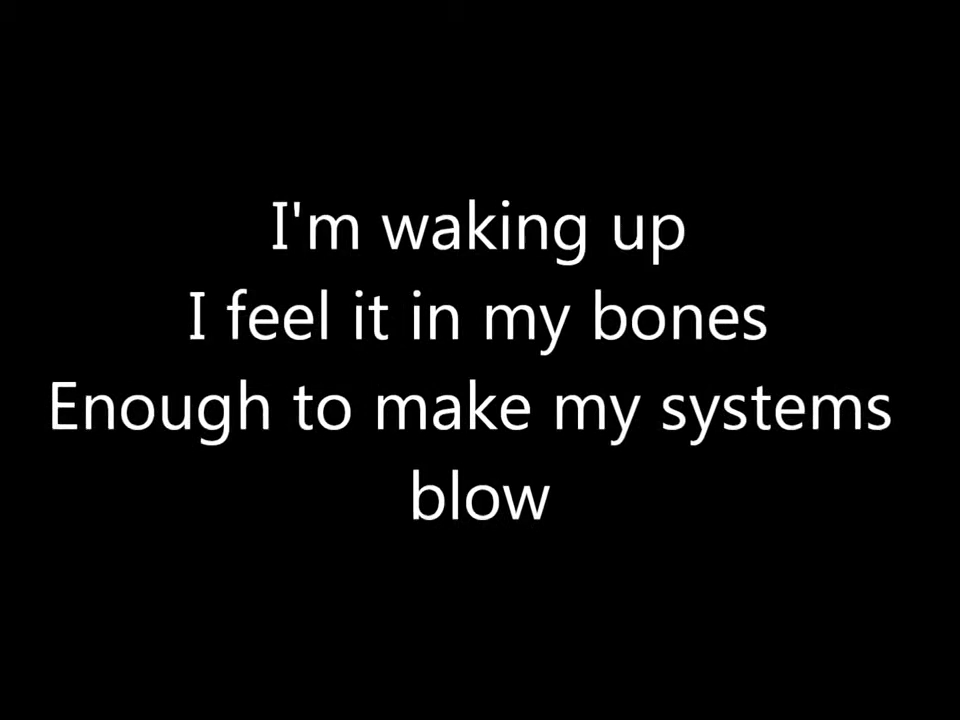 I'm waking up
I feel it in my bones
Enough to make my systems
blow